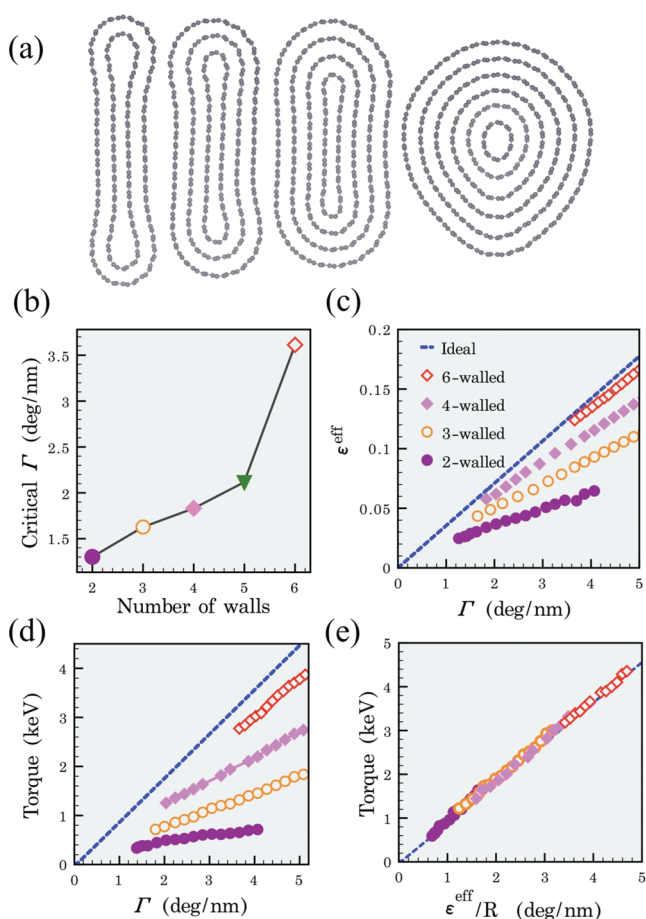 (a)
(b)
3.5
3
2.5
2
1.5
2 3 4 5 6
Critical Γ (deg/nm)
Number of walls
(c)
0.2
0.15
0.1
0.05
0
0 1 2 3 4 5
ε^eff
Γ (deg/nm)
Ideal
6-walled
4-walled
3-walled
2-walled
(d)
4
3
2
1
0
0 1 2 3 4 5
Torque (keV)
Γ (deg/nm)
(e)
5
4
3
2
1
0
0 1 2 3 4 5
Torque (keV)
ε^eff/R (deg/nm)